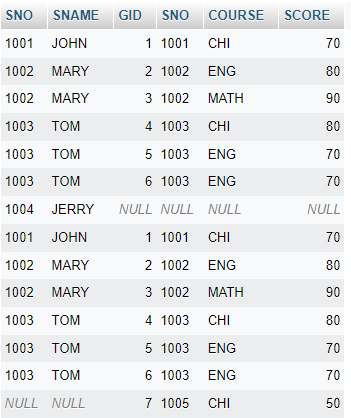 SNO SNAME GID SNO COURSE SCORE
1001 JOHN 1 1001 CHI 70
1002 MARY 2 1002 ENG 80
1002 MARY 3 1002 MATH 90
1003 TOM 4 1003 CHI 80
1003 TOM 5 1003 ENG 70
1003 TOM 6 1003 ENG 70
1004 JERRY NULL NULL NULL NULL
1001 JOHN 1 1001 CHI 70
1002 MARY 2 1002 ENG 80
1002 MARY 3 1002 MATH 90
1003 TOM 4 1003 CHI 80
1003 TOM 5 1003 ENG 70
1003 TOM 6 1003 ENG 70
NULL NULL 7 1005 CHI 50